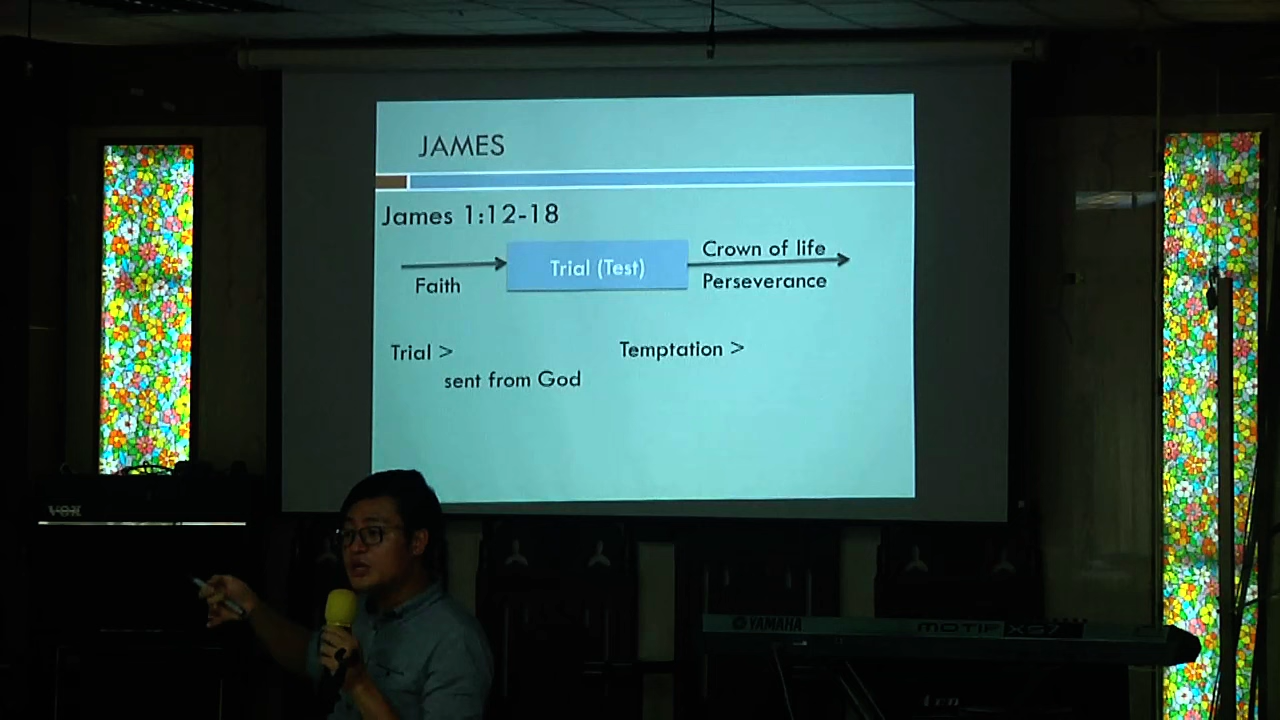 JAMES
James 1:12-18
Faith
Trial (Test)
Crown of life
Perseverance
Trial >
sent from God
Temptation >
VOX
YAMAHA
MOTIF XS7